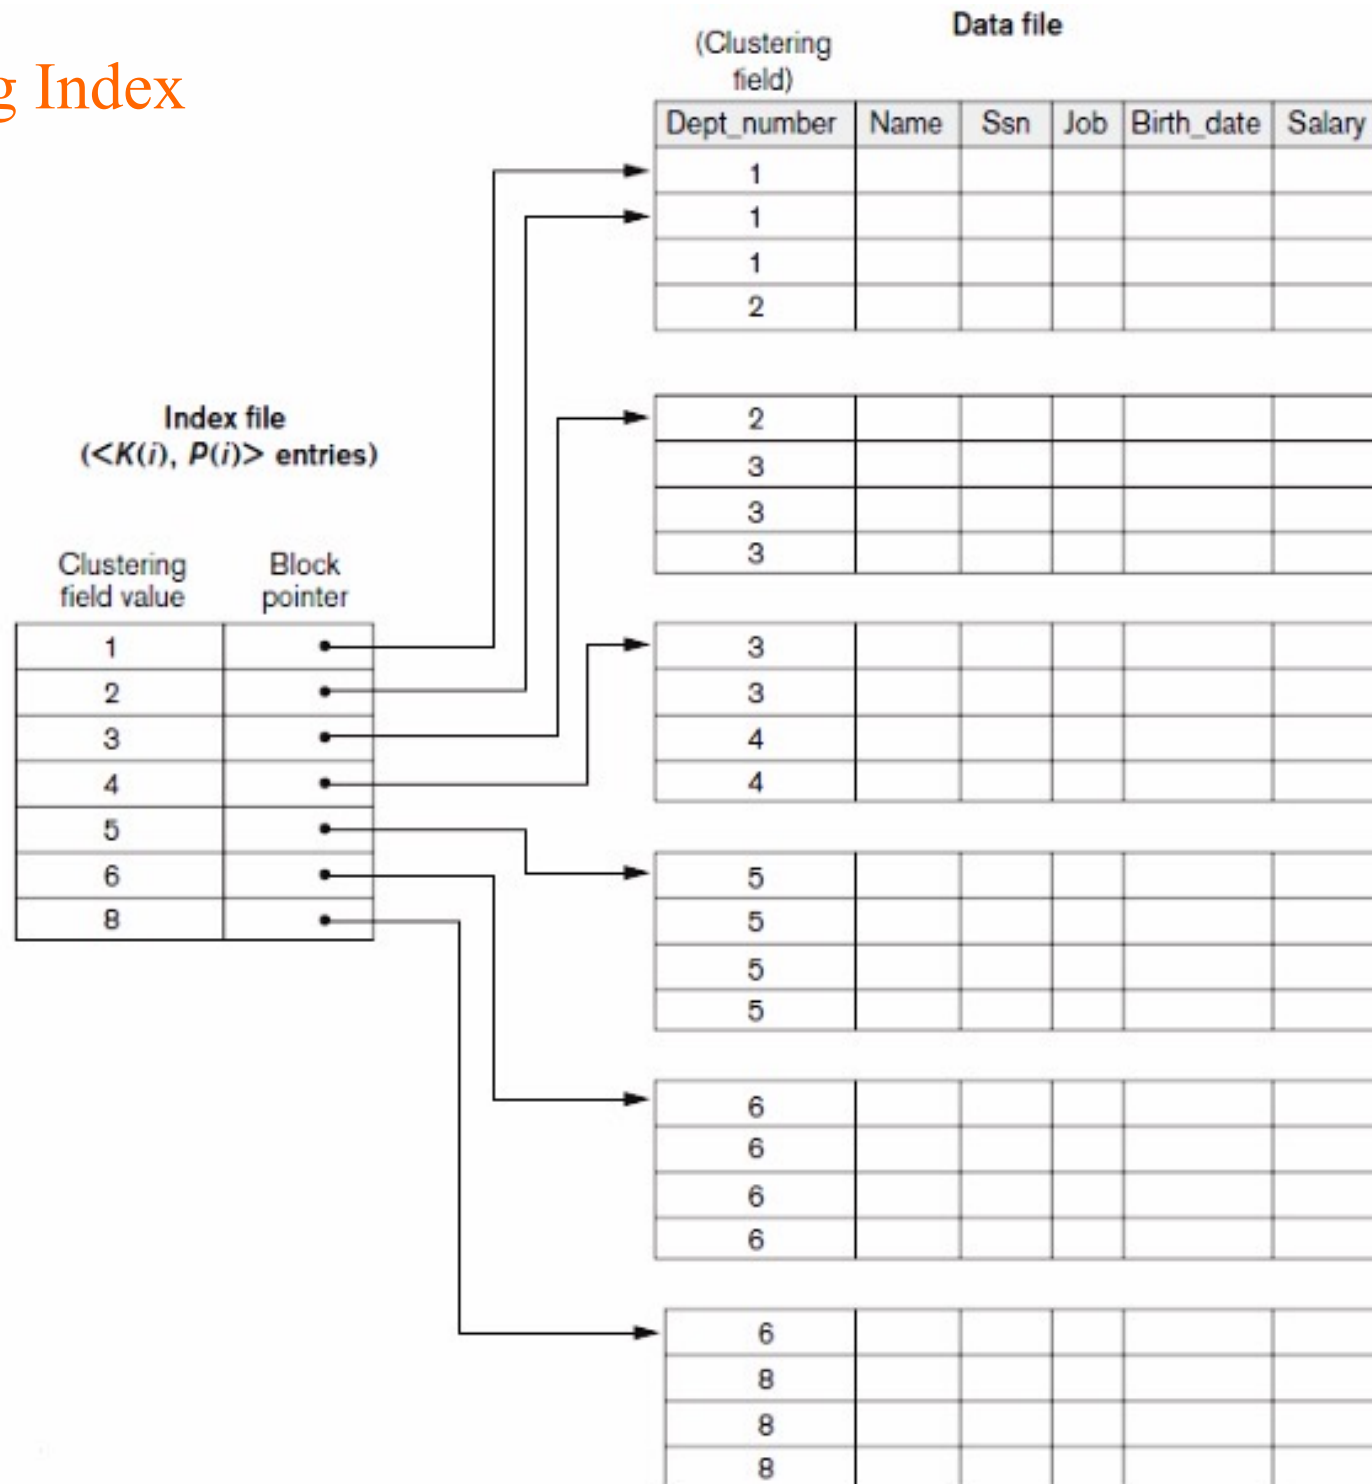 g Index
Data file
(Clustering
field)
Dept_number Name Ssn Job Birth_date Salary
1
1
1
2
2
3
3
3
3
3
4
4
5
5
5
5
6
6
6
6
6
8
8
8
Index file
(<K(i), P(i)> entries)
Clustering
field value
Block
pointer
1
2
3
4
5
6
8